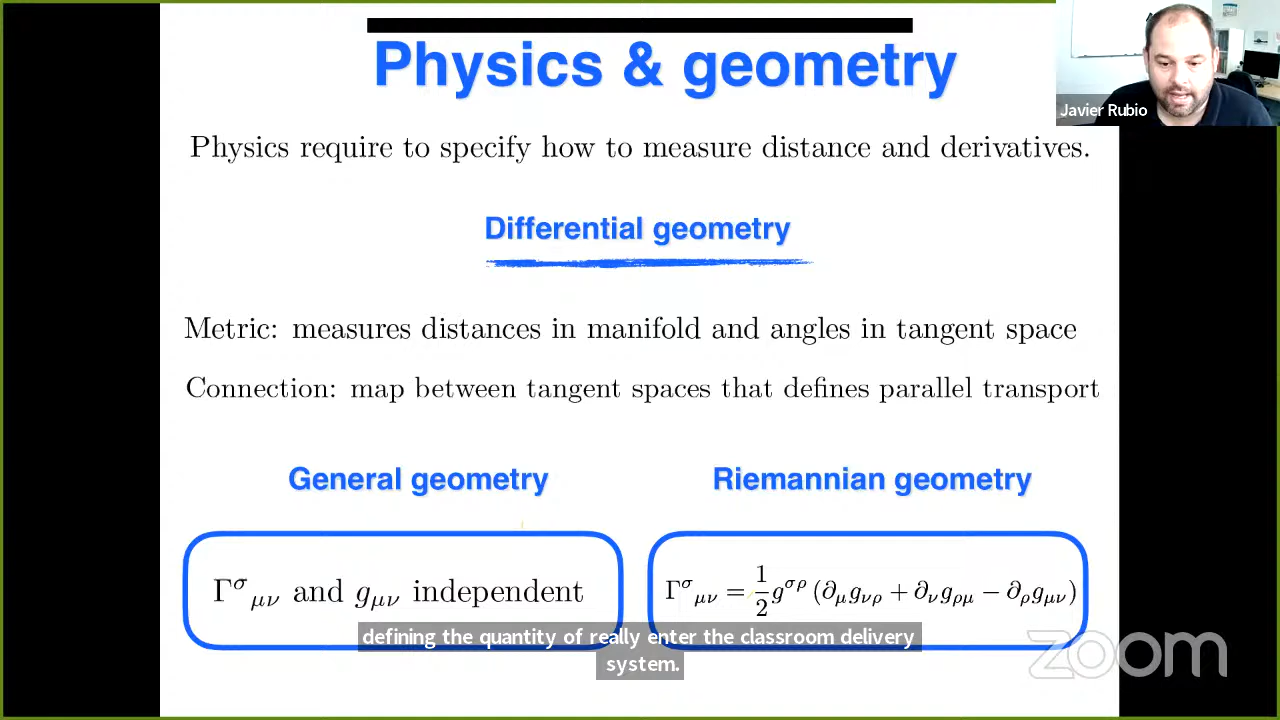 Physics & geometry
Javier Rubio
Physics require to specify how to measure distance and derivatives.
Differential geometry
Metric: measures distances in manifold and angles in tangent space
Connection: map between tangent spaces that defines parallel transport
General geometry
Riemannian geometry
Γ^σ_μν and g_μν independent
Γ^σ_μν = 1/2 g^σρ (∂_μ g_νρ + ∂_ν g_ρμ − ∂_ρ g_μν)
defining the quantity of really enter the classroom delivery
system.
zoom